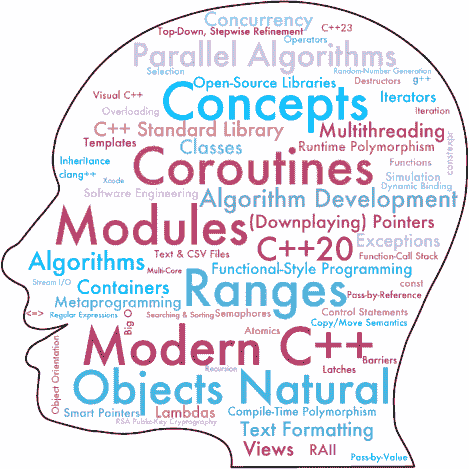 Concurrency
Top-Down, Stepwise Refinement
C++23
Operators
Parallel Algorithms
Selection
Random-Number Generation
Open-Source Libraries
Destructors
g++
Visual C++
Concepts
Iterators
Overloading
Iteration
C++ Standard Library
Multithreading
Templates
Classes
Runtime Polymorphism
constexpr
Inheritance
Coroutines
Functions
clang++
Xcode
Simulation
Dynamic Binding
Software Engineering
Algorithm Development
Modules
(Downplaying) Pointers
C++20
Exceptions
Algorithms
Text & CSV Files
Function-Call Stack
Multi-Core
Functional-Style Programming
Stream I/O
Containers
Ranges
const
Metaprogramming
Pass-by-Reference
<=>
Regular Expressions
Big O
Searching & Sorting
Semaphores
Control Statements
Atomics
Copy/Move Semantics
Modern C++
Object Orientation
Barriers
Latches
Recursion
Objects Natural
Smart Pointers
Lambdas
Compile-Time Polymorphism
RSA Public-Key Cryptography
Text Formatting
Views
RAII
Pass-by-Value